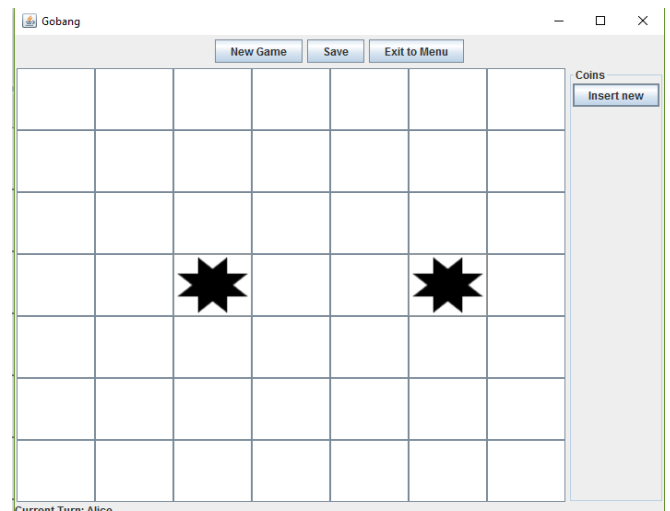 Gobang
New Game Save Exit to Menu
Coins
Insert new
Current Turn: Alice